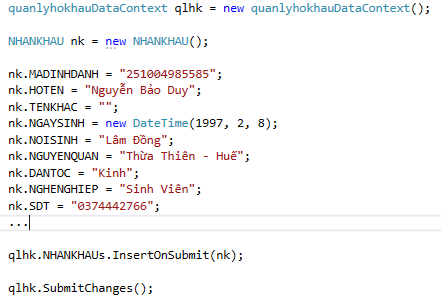 quanlyhokhauDataContext qlhk = new quanlyhokhauDataContext();
NHANKHAU nk = new NHANKHAU();
nk.MADINHDANH = "251004985585";
nk.HOTEN = "Nguyễn Bảo Duy";
nk.TENKHAC = "";
nk.NGAYSINH = new DateTime(1997, 2, 8);
nk.NOISINH = "Lâm Đồng";
nk.NGUYENQUAN = "Thừa Thiên - Huế";
nk.DANTOC = "Kinh";
nk.NGHENGHIEP = "Sinh Viên";
nk.SDT = "0374442766";
...
qlhk.NHANKHAUs.InsertOnSubmit(nk);
qlhk.SubmitChanges();